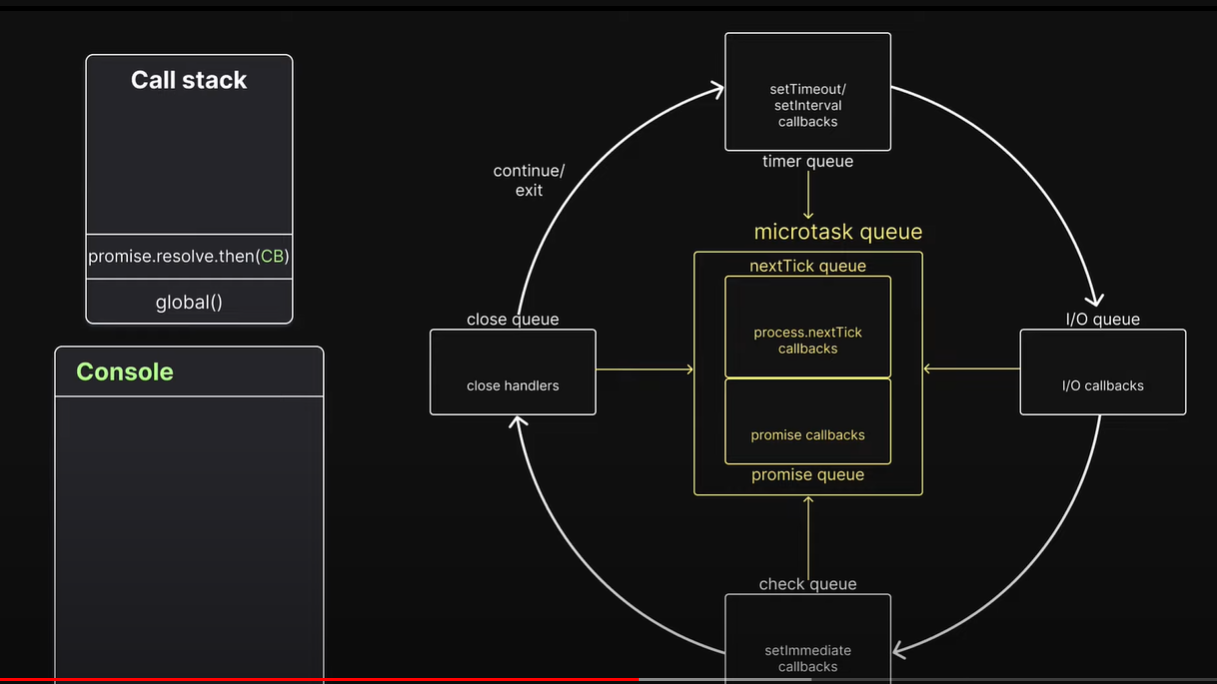 Call stack
promise.resolve.then(CB)
global()
Console
continue/
exit
setTimeout/
setInterval
callbacks
timer queue
microtask queue
nextTick queue
process.nextTick
callbacks
promise callbacks
promise queue
close queue
close handlers
I/O queue
I/O callbacks
check queue
setImmediate
callbacks